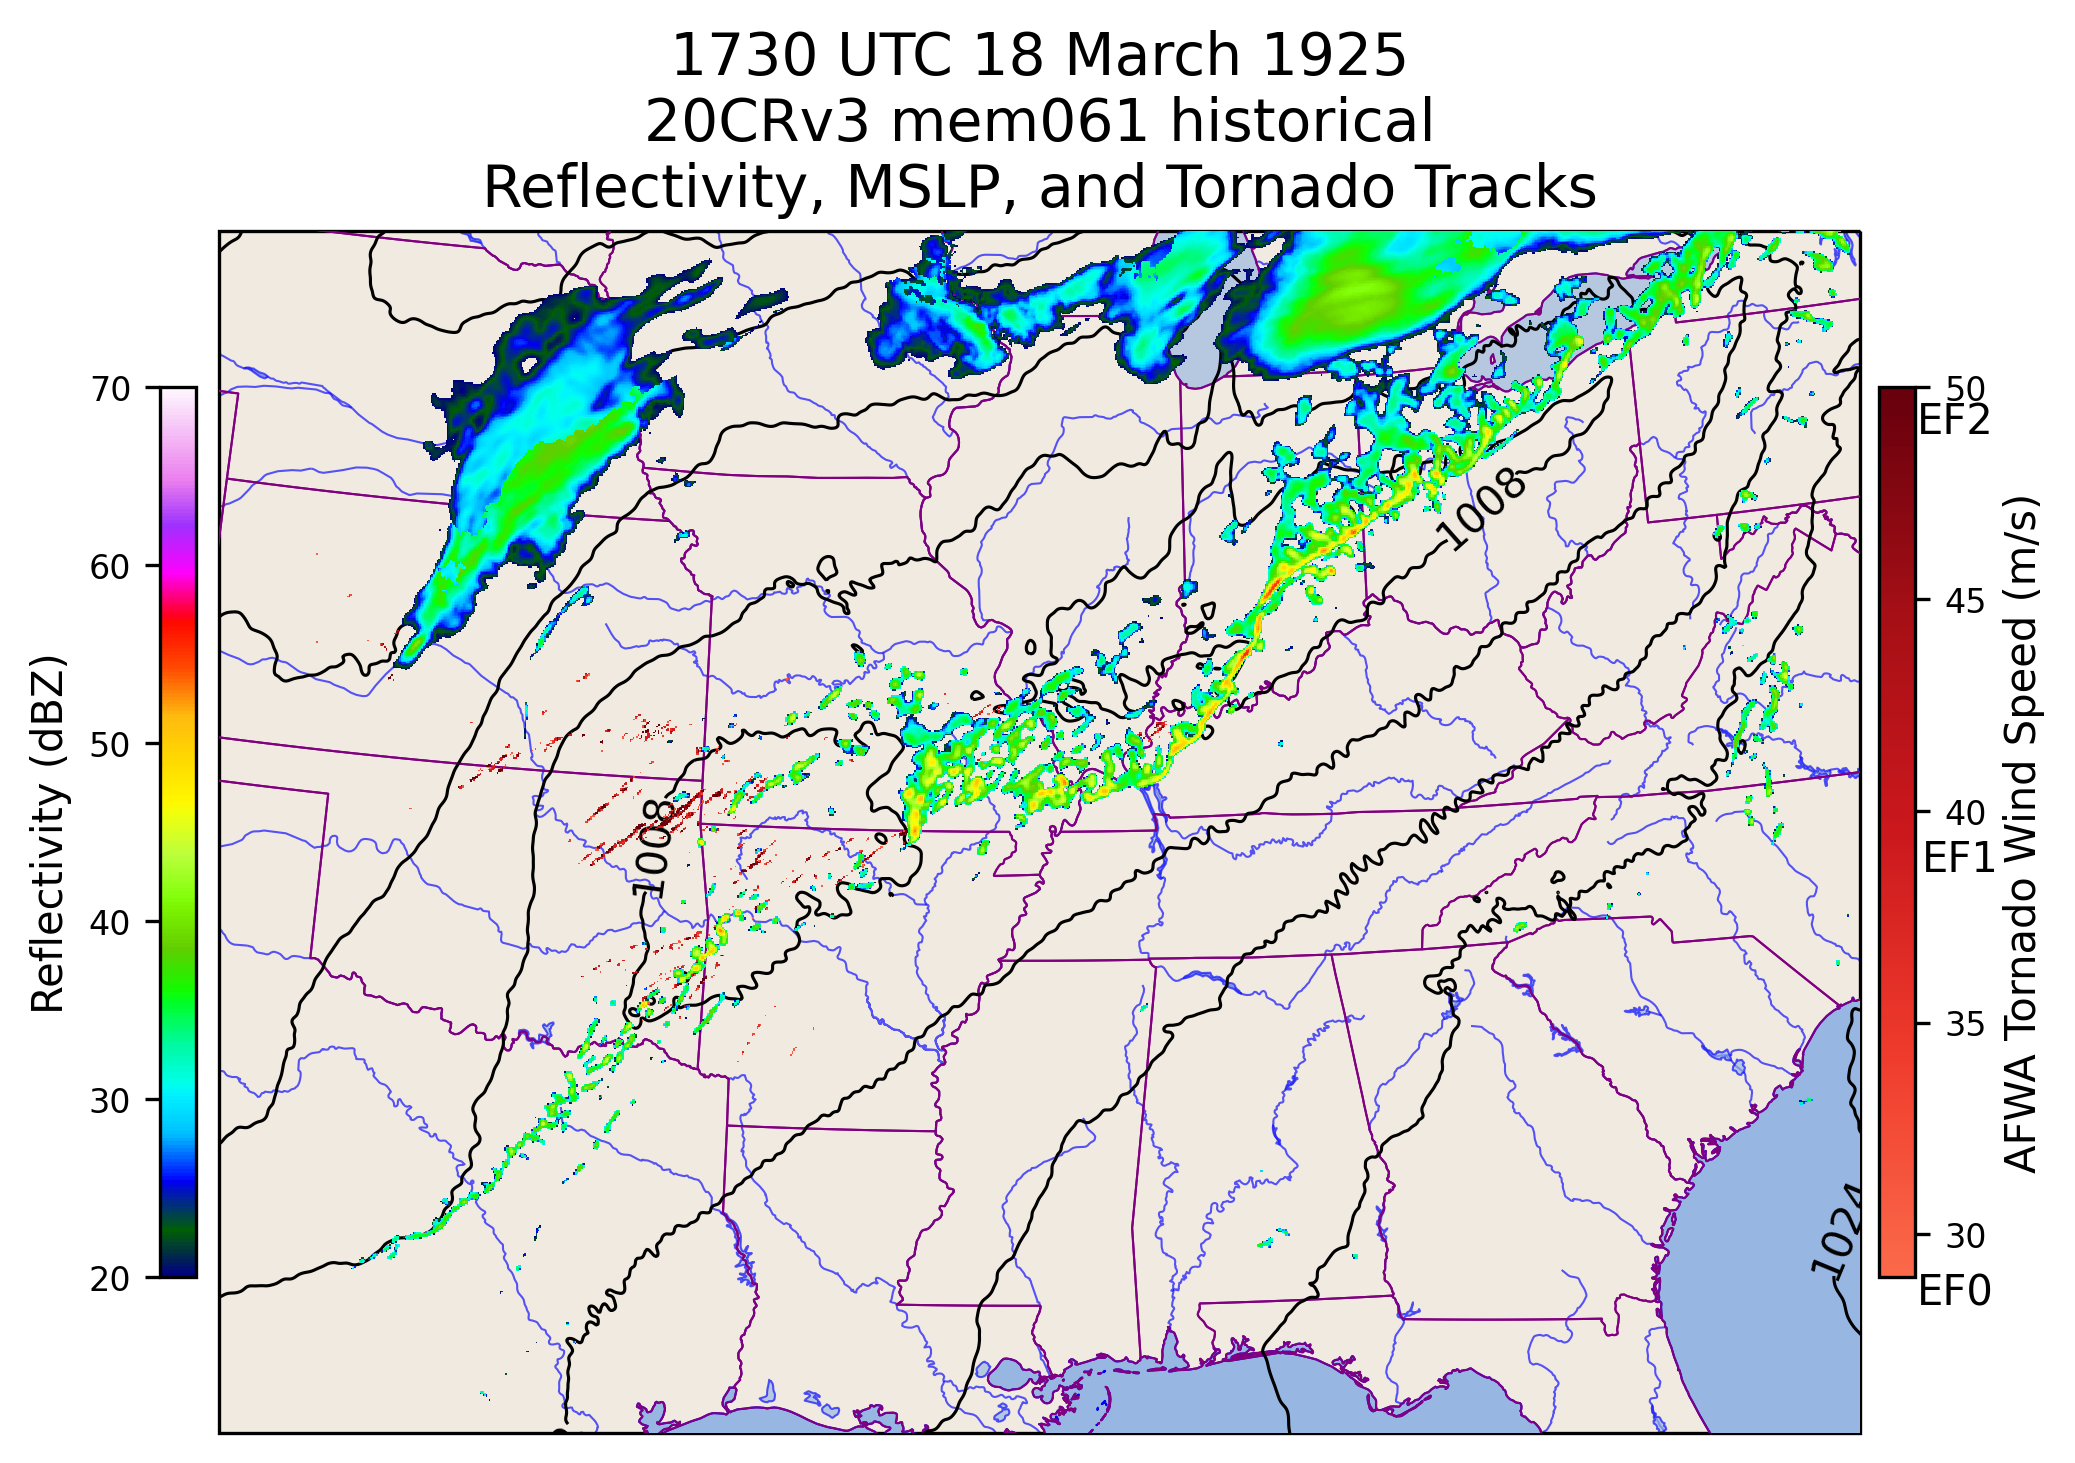 1730 UTC 18 March 1925
20CRv3 mem061 historical
Reflectivity, MSLP, and Tornado Tracks
Reflectivity (dBZ)
70
60
50
40
30
20
1008
1008
1024
50
EF2
45
40
EF1
35
30
EF0
AFWA Tornado Wind Speed (m/s)